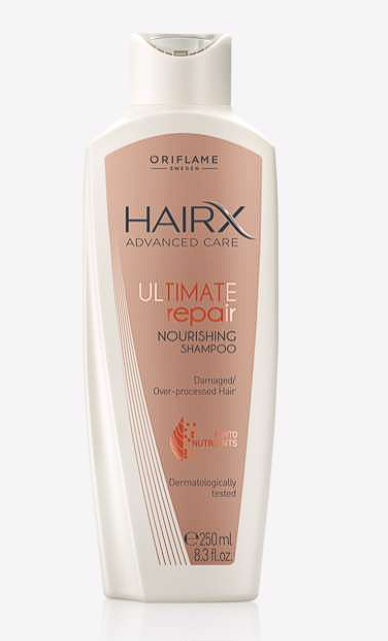 ORIFLAME
SWEDEN
HAIRX
ADVANCED CARE
ULTIMATE
repair
NOURISHING
SHAMPOO
Damaged/
Over-processed Hair
PHYTO
NUTRIENTS
Dermatologically
tested
℮250ml
8.3 fl.oz.